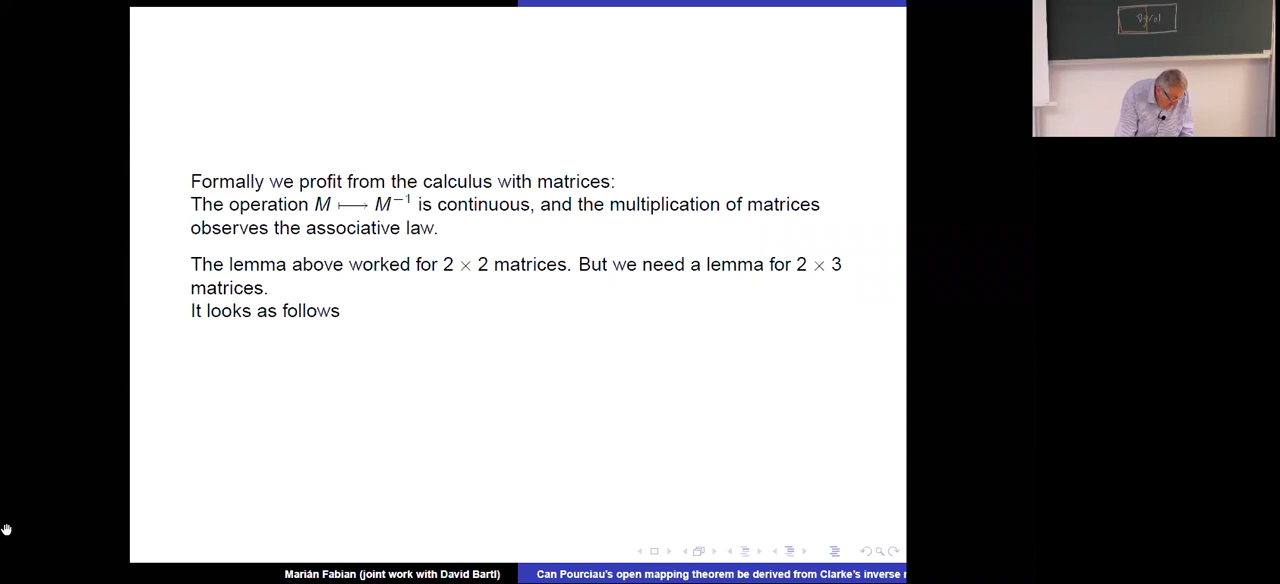 Formally we profit from the calculus with matrices:
The operation M ⟼ M⁻¹ is continuous, and the multiplication of matrices
observes the associative law.
The lemma above worked for 2 × 2 matrices. But we need a lemma for 2 × 3
matrices.
It looks as follows
Marián Fabian (joint work with David Bartl)
Can Pourciau's open mapping theorem be derived from Clarke's inverse